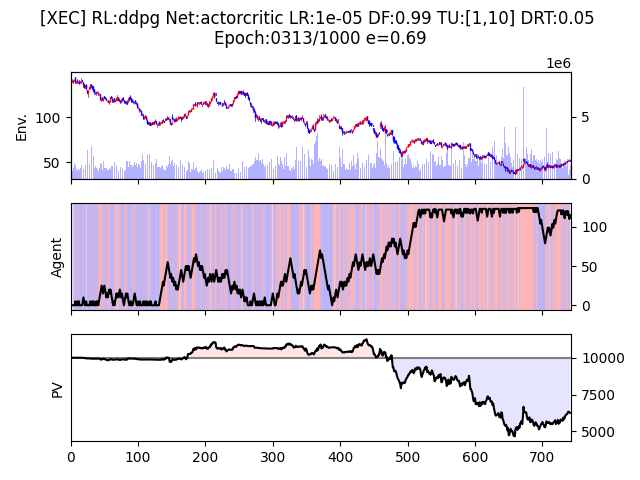 [XEC] RL:ddpg Net:actorcritic LR:1e-05 DF:0.99 TU:[1,10] DRT:0.05
Epoch:0313/1000 e=0.69
1e6
Env.
100
50
5
0
Agent
100
50
0
PV
10000
7500
5000
0 100 200 300 400 500 600 700